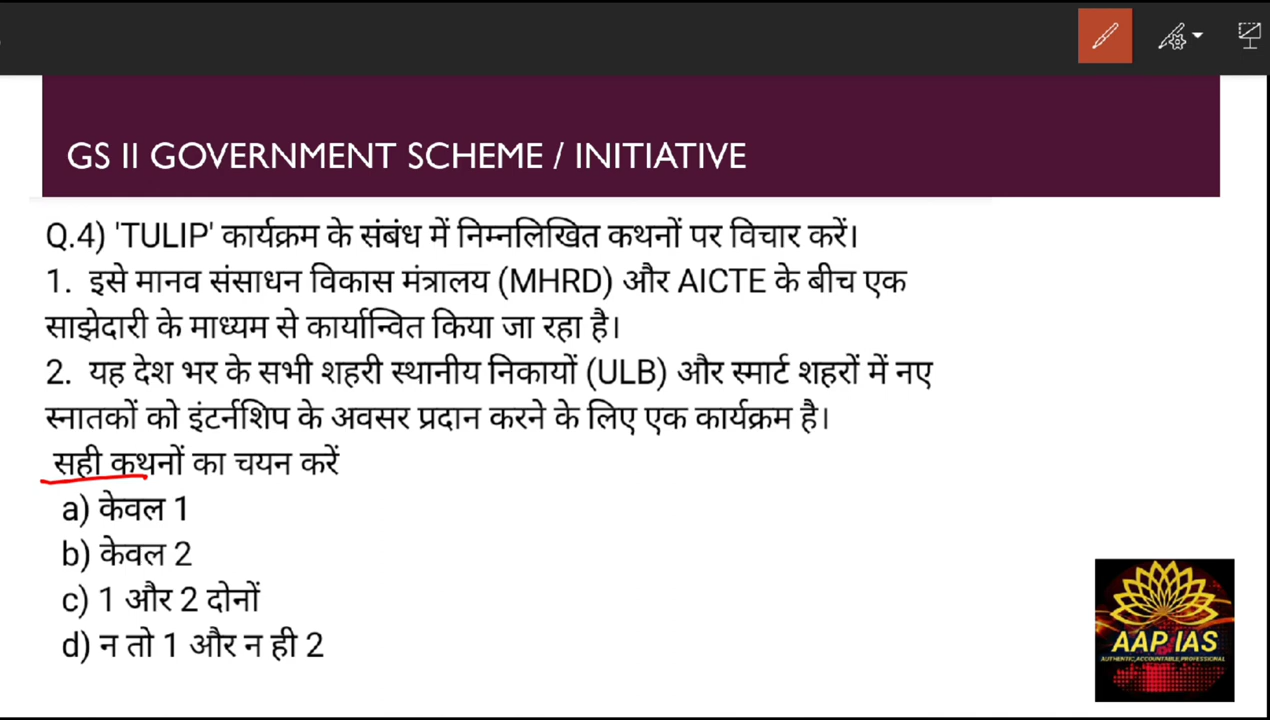 GS II GOVERNMENT SCHEME / INITIATIVE
Q.4) 'TULIP' कार्यक्रम के संबंध में निम्नलिखित कथनों पर विचार करें।
1. इसे मानव संसाधन विकास मंत्रालय (MHRD) और AICTE के बीच एक
साझेदारी के माध्यम से कार्यान्वित किया जा रहा है।
2. यह देश भर के सभी शहरी स्थानीय निकायों (ULB) और स्मार्ट शहरों में नए
स्नातकों को इंटर्नशिप के अवसर प्रदान करने के लिए एक कार्यक्रम है।
सही कथनों का चयन करें
a) केवल 1
b) केवल 2
c) 1 और 2 दोनों
d) न तो 1 और न ही 2
AAP IAS
AUTHENTIC,ACCOUNTABLE,PROFESSIONAL